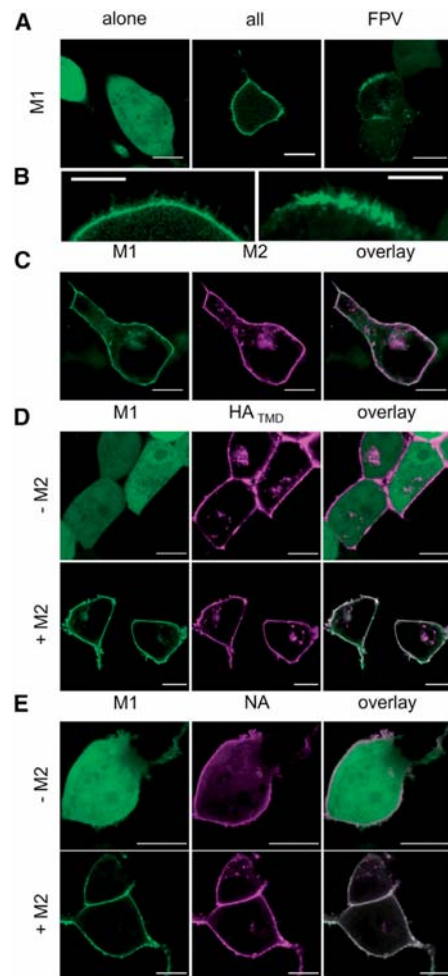 A alone all FPV
M1
B
C M1 M2 overlay
D M1 HA TMD overlay
- M2
+ M2
E M1 NA overlay
- M2
+ M2